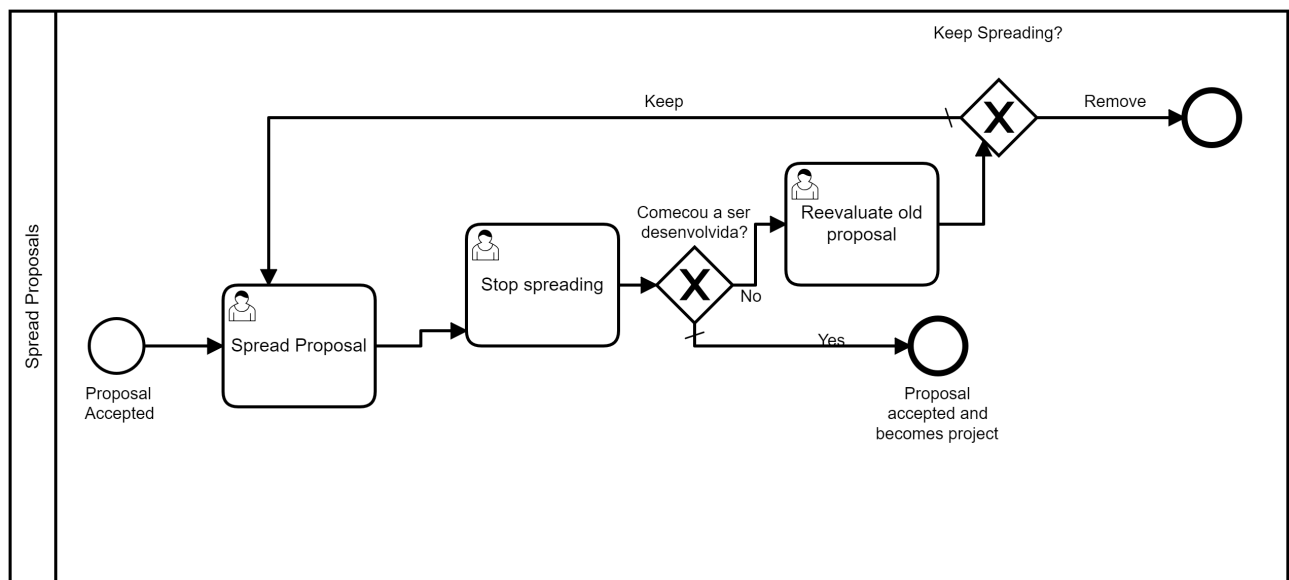 Spread Proposals
Keep Spreading?
Keep
Remove
Comecou a ser
desenvolvida?
Reevaluate old
proposal
Stop spreading
No
Spread Proposal
Yes
Proposal
Accepted
Proposal
accepted and
becomes project